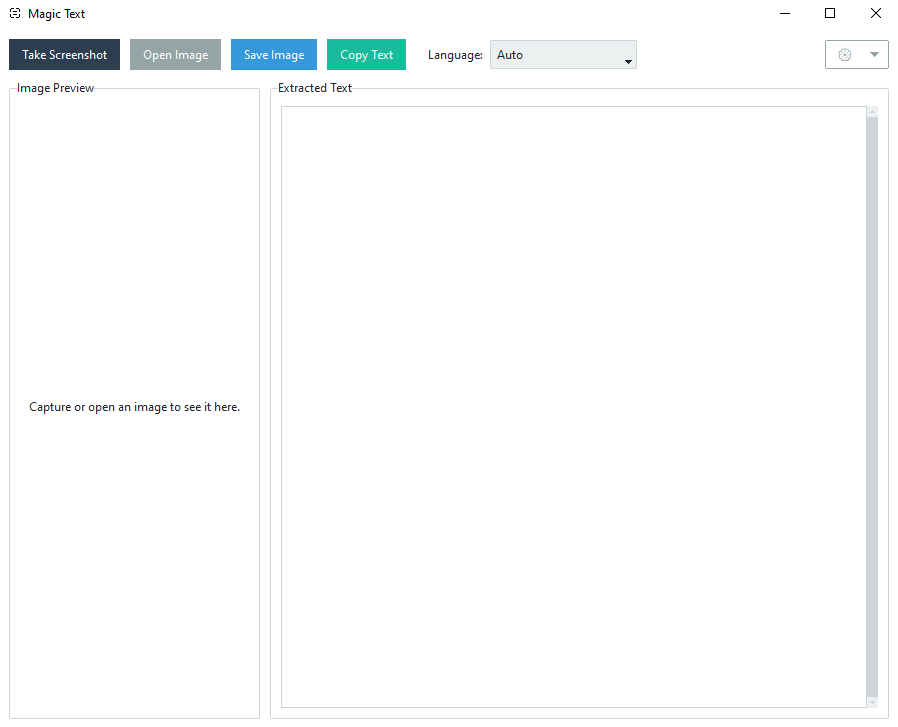 Magic Text
Take Screenshot Open Image Save Image Copy Text Language: Auto
Image Preview Extracted Text
Capture or open an image to see it here.